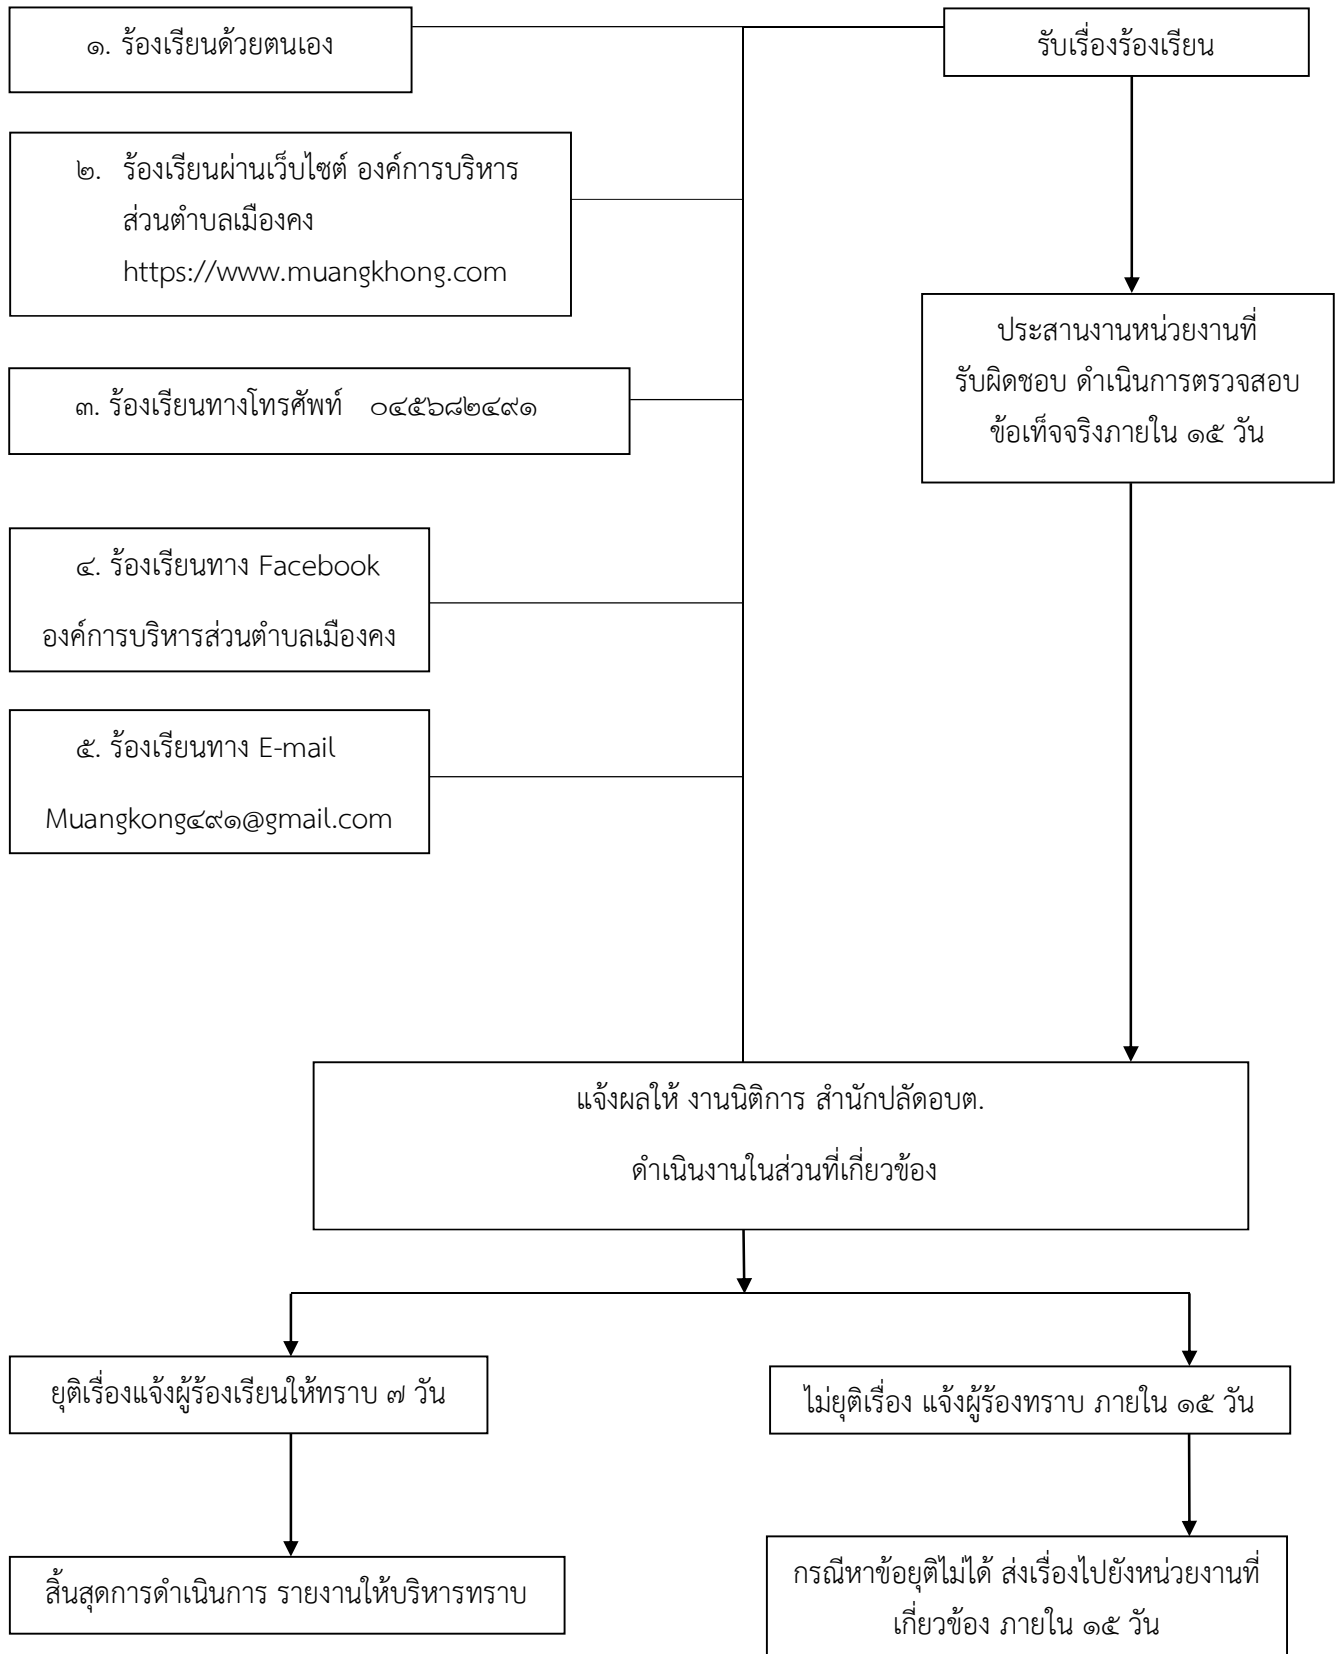 ๑. ร้องเรียนด้วยตนเอง
รับเรื่องร้องเรียน
๒. ร้องเรียนผ่านเว็บไซต์ องค์การบริหาร
ส่วนตำบลเมืองคง
https://www.muangkhong.com
ประสานงานหน่วยงานที่
รับผิดชอบ ดำเนินการตรวจสอบ
ข้อเท็จจริงภายใน ๑๕ วัน
๓. ร้องเรียนทางโทรศัพท์ ๐๔๕๖๘๒๔๙๑
๔. ร้องเรียนทาง Facebook
องค์การบริหารส่วนตำบลเมืองคง
๕. ร้องเรียนทาง E-mail
Muangkong๔๙๑@gmail.com
แจ้งผลให้ งานนิติการ สำนักปลัดอบต.
ดำเนินงานในส่วนที่เกี่ยวข้อง
ยุติเรื่องแจ้งผู้ร้องเรียนให้ทราบ ๗ วัน
ไม่ยุติเรื่อง แจ้งผู้ร้องทราบ ภายใน ๑๕ วัน
สิ้นสุดการดำเนินการ รายงานให้บริหารทราบ
กรณีหาข้อยุติไม่ได้ ส่งเรื่องไปยังหน่วยงานที่
เกี่ยวข้อง ภายใน ๑๕ วัน